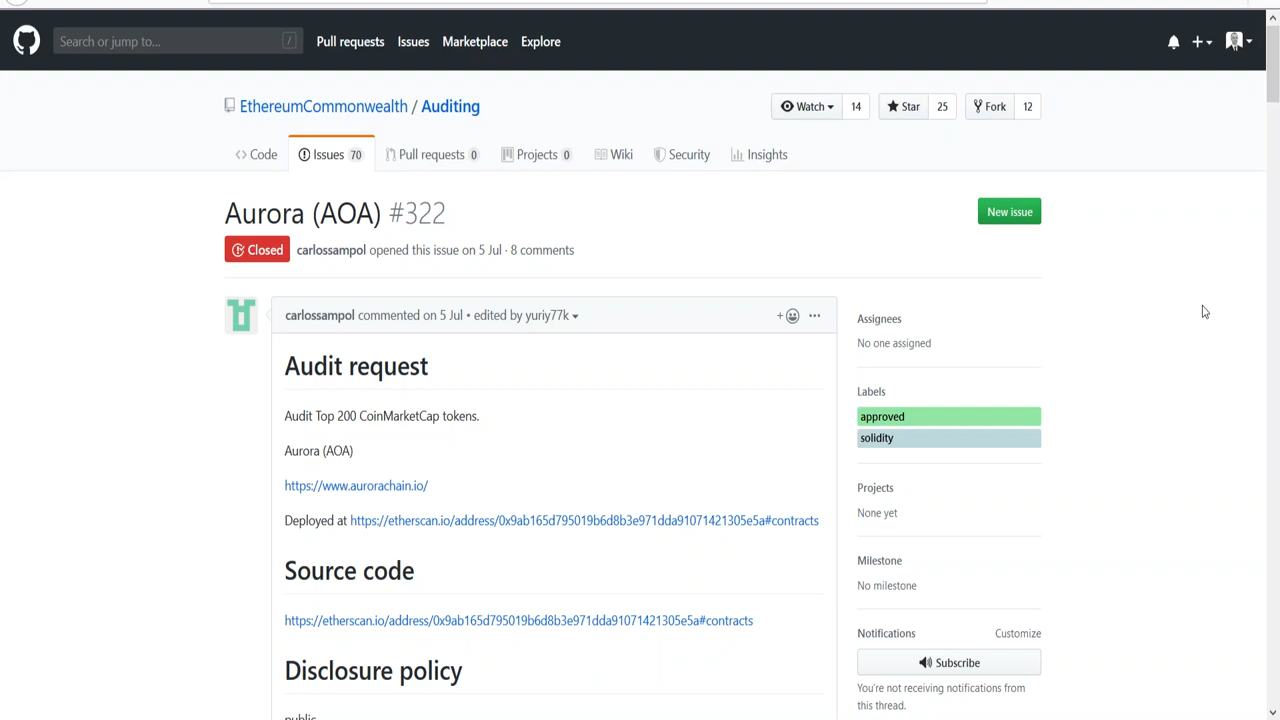 Search or jump to... / Pull requests Issues Marketplace Explore
EthereumCommonwealth / Auditing Watch 14 Star 25 Fork 12
Code Issues 70 Pull requests 0 Projects 0 Wiki Security Insights
Aurora (AOA) #322 New issue
Closed carlossampol opened this issue on 5 Jul · 8 comments
carlossampol commented on 5 Jul • edited by yuriy77k
Audit request
Audit Top 200 CoinMarketCap tokens.
Aurora (AOA)
https://www.aurorachain.io/
Deployed at https://etherscan.io/address/0x9ab165d795019b6d8b3e971dda91071421305e5a#contracts
Source code
https://etherscan.io/address/0x9ab165d795019b6d8b3e971dda91071421305e5a#contracts
Disclosure policy
public
Assignees
No one assigned
Labels
approved
solidity
Projects
None yet
Milestone
No milestone
Notifications Customize
Subscribe
You're not receiving notifications from
this thread.